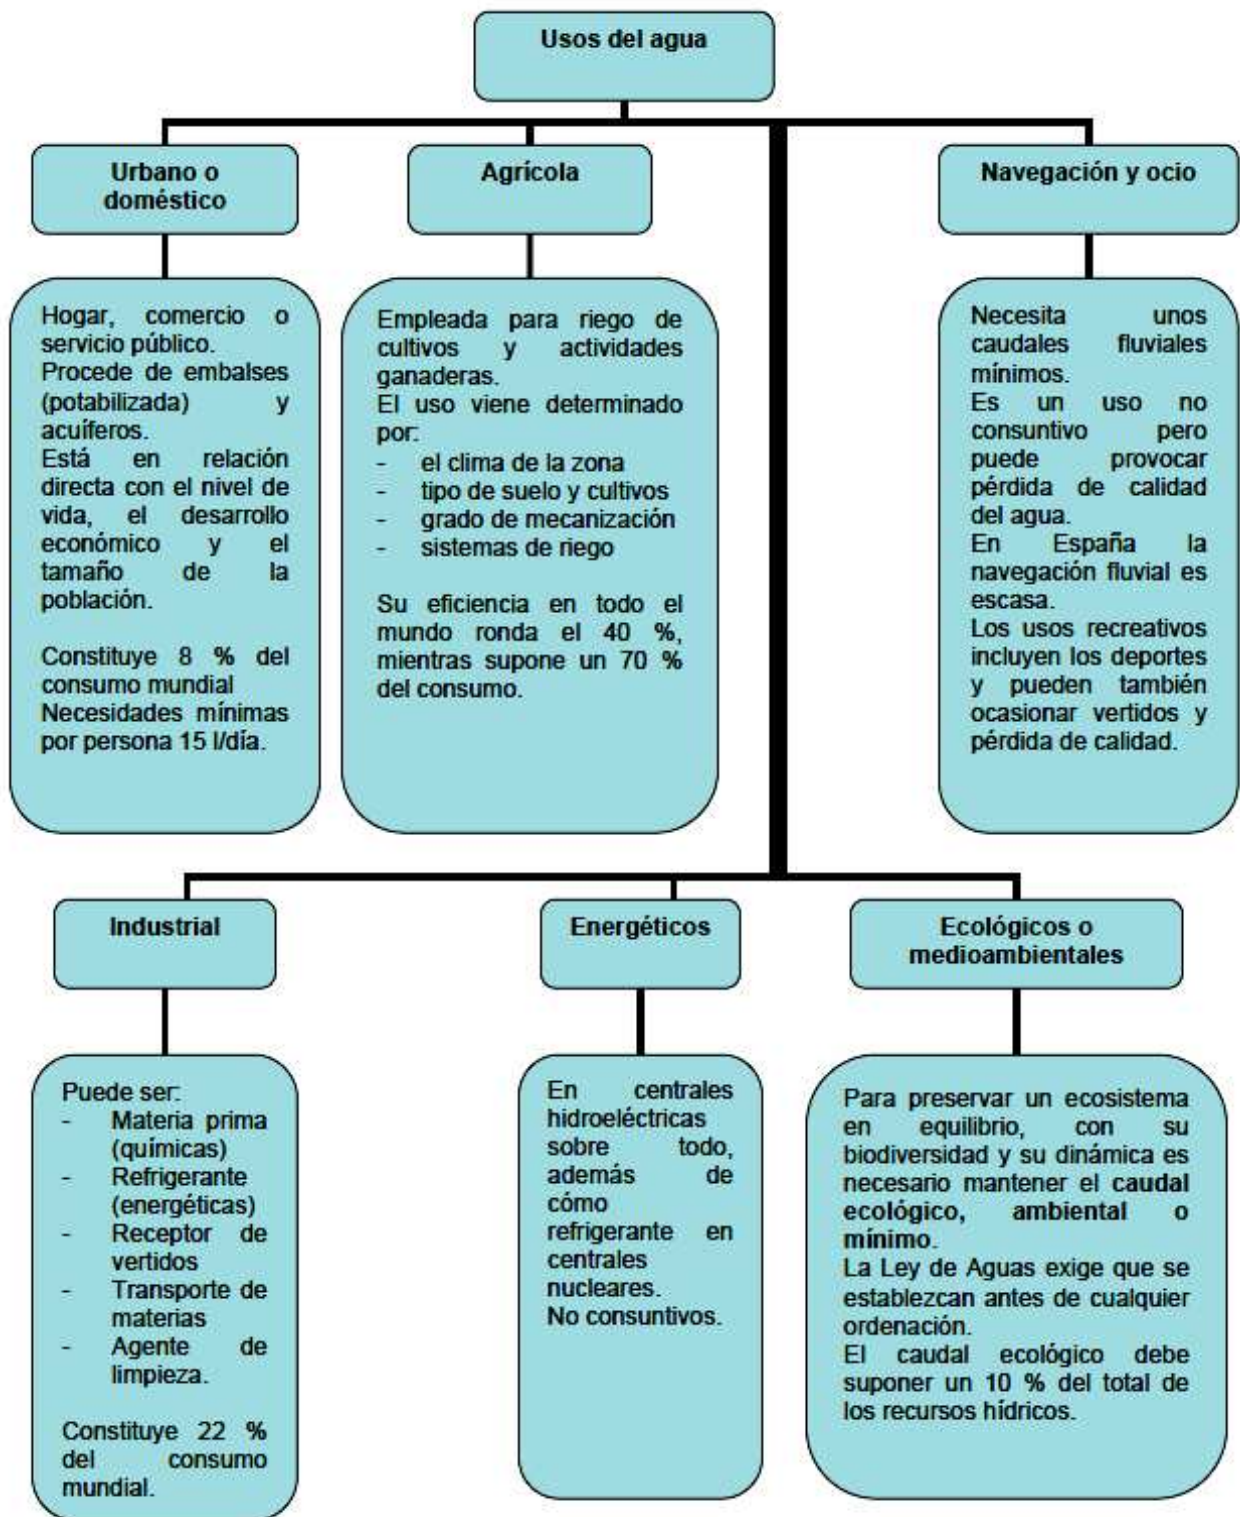 Usos del agua
Urbano o
doméstico
Agrícola
Navegación y ocio
Hogar, comercio o
servicio público.
Procede de embalses
(potabilizada) y
acuíferos.
Está en relación
directa con el nivel de
vida, el desarrollo
económico y el
tamaño de la
población.
Constituye 8 % del
consumo mundial
Necesidades mínimas
por persona 15 l/día.
Empleada para riego de
cultivos y actividades
ganaderas.
El uso viene determinado
por:
- el clima de la zona
- tipo de suelo y cultivos
- grado de mecanización
- sistemas de riego
Su eficiencia en todo el
mundo ronda el 40 %,
mientras supone un 70 %
del consumo.
Necesita unos
caudales fluviales
mínimos.
Es un uso no
consuntivo pero
puede provocar
pérdida de calidad
del agua.
En España la
navegación fluvial es
escasa.
Los usos recreativos
incluyen los deportes
y pueden también
ocasionar vertidos y
pérdida de calidad.
Industrial
Energéticos
Ecológicos o
medioambientales
Puede ser:
- Materia prima
(químicas)
- Refrigerante
(energéticas)
- Receptor de
vertidos
- Transporte de
materias
- Agente de
limpieza.
Constituye 22 %
del consumo
mundial.
En centrales
hidroeléctricas
sobre todo,
además de
cómo
refrigerante en
centrales
nucleares.
No consuntivos.
Para preservar un ecosistema
en equilibrio, con su
biodiversidad y su dinámica es
necesario mantener el caudal
ecológico, ambiental o
mínimo.
La Ley de Aguas exige que se
establezcan antes de cualquier
ordenación.
El caudal ecológico debe
suponer un 10 % del total de
los recursos hídricos.